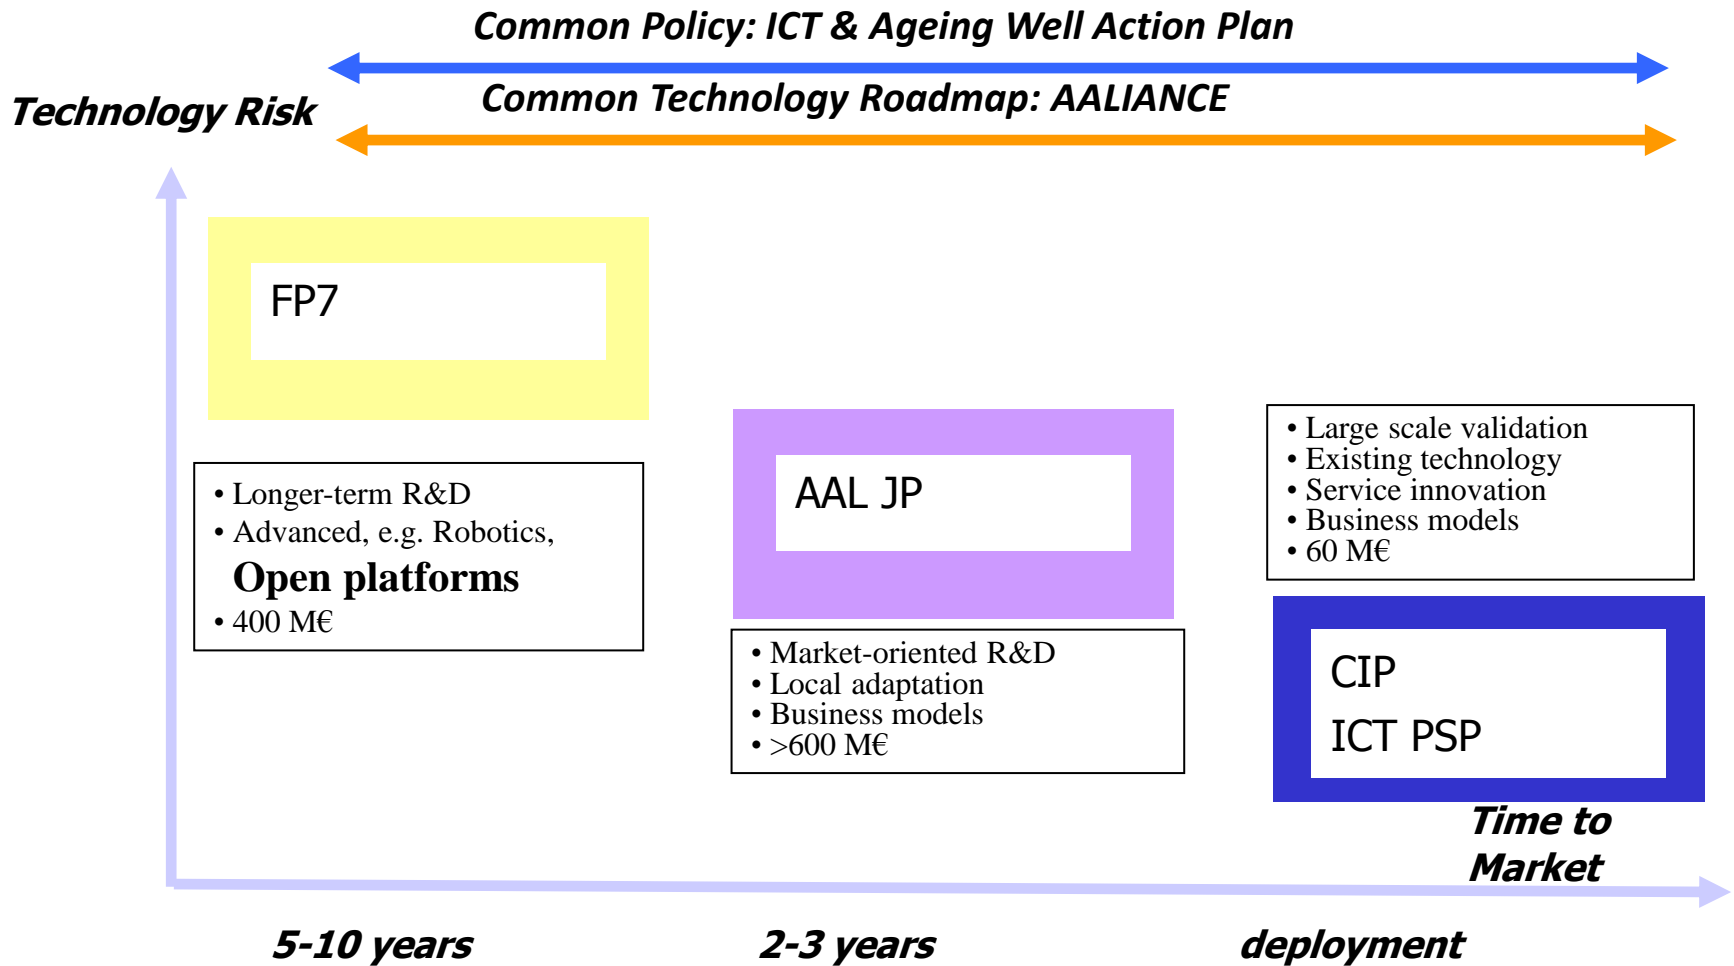 Common Policy: ICT & Ageing Well Action Plan
Common Technology Roadmap: AALIANCE
Technology Risk
FP7
• Longer-term R&D
• Advanced, e.g. Robotics,
Open platforms
• 400 M€
AAL JP
• Market-oriented R&D
• Local adaptation
• Business models
• >600 M€
• Large scale validation
• Existing technology
• Service innovation
• Business models
• 60 M€
CIP
ICT PSP
Time to
Market
5-10 years
2-3 years
deployment